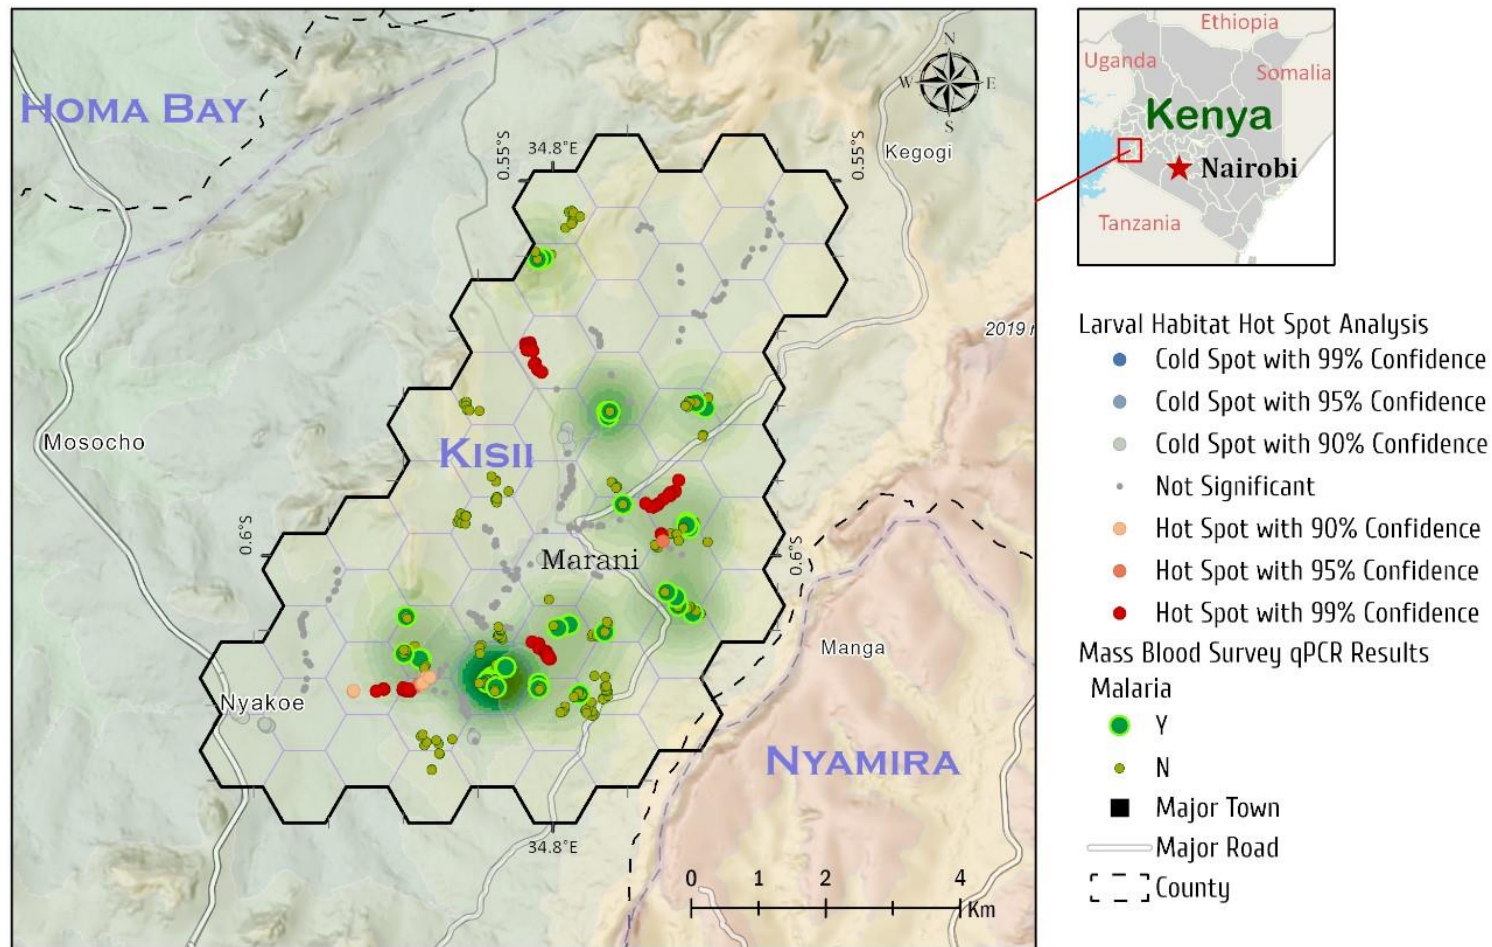 HOMA BAY
N
W
E
S
Kegogi
0.55°S
34.8°E
0.55°S
2019
Mosocho
KISII
0.6°S
Marani
0.6°S
Manga
Nyakoe
NYAMIRA
34.8°E
0 1 2 4
Km
Ethiopia
Uganda
Somalia
Kenya
Nairobi
Tanzania
Larval Habitat Hot Spot Analysis
Cold Spot with 99% Confidence
Cold Spot with 95% Confidence
Cold Spot with 90% Confidence
Not Significant
Hot Spot with 90% Confidence
Hot Spot with 95% Confidence
Hot Spot with 99% Confidence
Mass Blood Survey qPCR Results
Malaria
Y
N
Major Town
Major Road
County